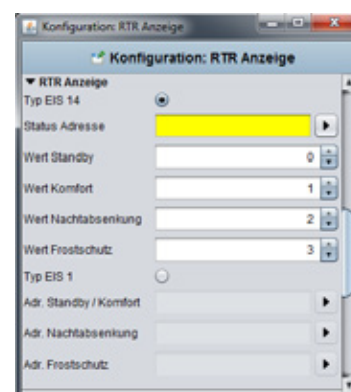 Konfiguration: RTR Anzeige
Konfiguration: RTR Anzeige
RTR Anzeige
Typ EIS 14
Status Adresse
Wert Standby 0
Wert Komfort 1
Wert Nachtabsenkung 2
Wert Frostschutz 3
Typ EIS 1
Adr. Standby / Komfort
Adr. Nachtabsenkung
Adr. Frostschutz